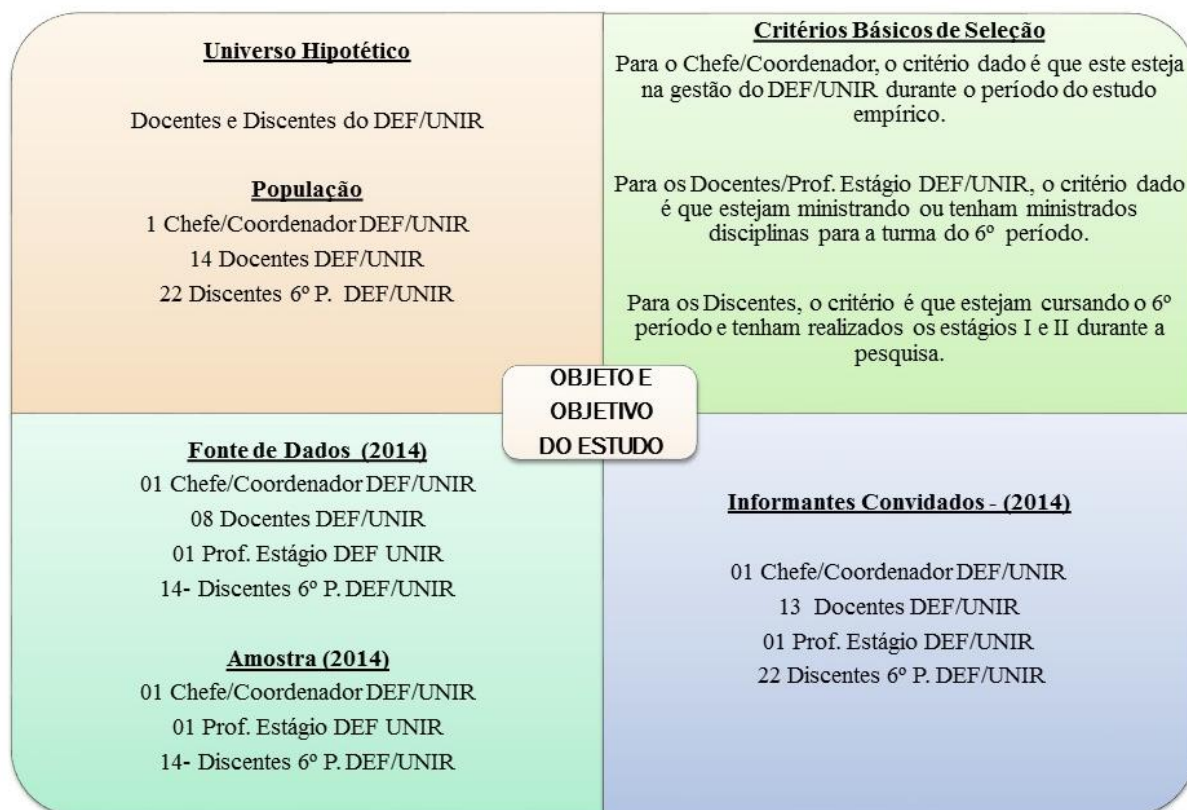 Universo Hipotético
Docentes e Discentes do DEF/UNIR
População
1 Chefe/Coordenador DEF/UNIR
14 Docentes DEF/UNIR
22 Discentes 6º P. DEF/UNIR
Critérios Básicos de Seleção
Para o Chefe/Coordenador, o critério dado é que este esteja
na gestão do DEF/UNIR durante o período do estudo
empírico.
Para os Docentes/Prof. Estágio DEF/UNIR, o critério dado
é que estejam ministrando ou tenham ministrados
disciplinas para a turma do 6º período.
Para os Discentes, o critério é que estejam cursando o 6º
período e tenham realizados os estágios I e II durante a
pesquisa.
OBJETO E
OBJETIVO
DO ESTUDO
Fonte de Dados (2014)
01 Chefe/Coordenador DEF/UNIR
08 Docentes DEF/UNIR
01 Prof. Estágio DEF UNIR
14- Discentes 6º P. DEF/UNIR
Amostra (2014)
01 Chefe/Coordenador DEF/UNIR
01 Prof. Estágio DEF UNIR
14- Discentes 6º P. DEF/UNIR
Informantes Convidados - (2014)
01 Chefe/Coordenador DEF/UNIR
13 Docentes DEF/UNIR
01 Prof. Estágio DEF/UNIR
22 Discentes 6º P. DEF/UNIR